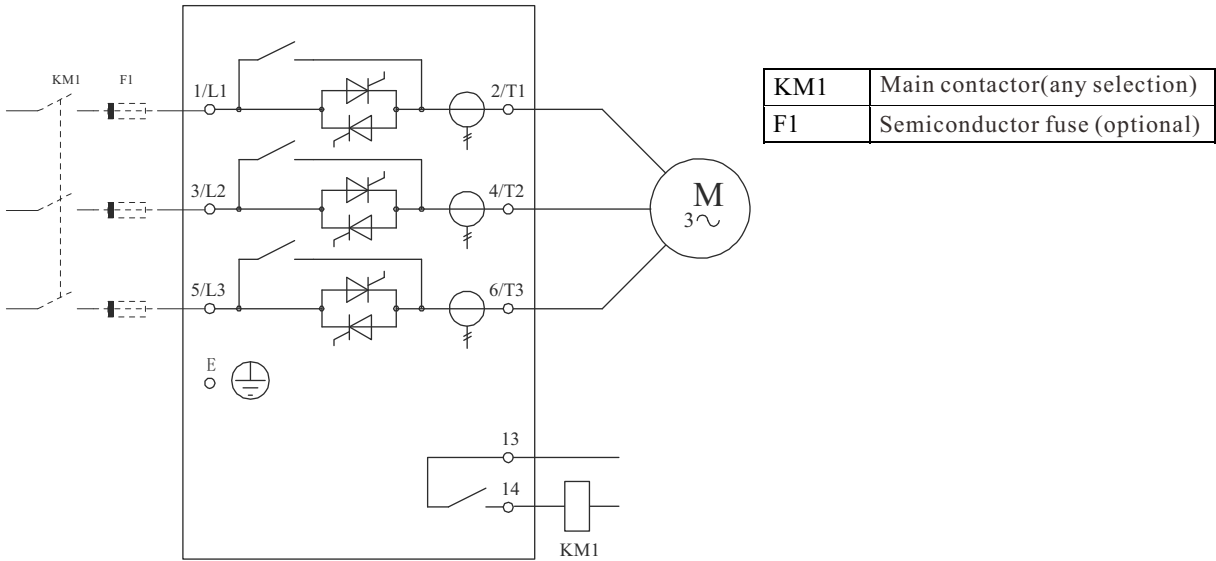 KM1 F1
1/L1 2/T1
3/L2 4/T2
5/L3 6/T3
M
3
E
13
14
KM1
KM1 Main contactor(any selection)
F1 Semiconductor fuse (optional)